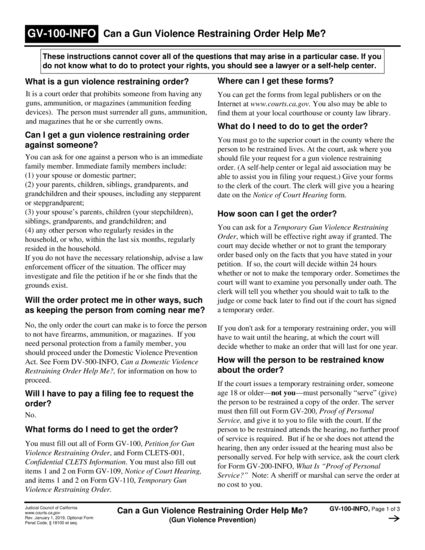 GV-100-INFO Can a Gun Violence Restraining Order Help Me?
These instructions cannot cover all of the questions that may arise in a particular case. If you
do not know what to do to protect your rights, you should see a lawyer or a self-help center.
What is a gun violence restraining order?
It is a court order that prohibits someone from having any
guns, ammunition, or magazines (ammunition feeding
devices). The person must surrender all guns, ammunition,
and magazines that he or she currently owns.
Can I get a gun violence restraining order
against someone?
You can ask for one against a person who is an immediate
family member. Immediate family members include:
(1) your spouse or domestic partner;
(2) your parents, children, siblings, grandparents, and
grandchildren and their spouses, including any stepparent
or stepgrandparent;
(3) your spouse's parents, children (your stepchildren),
siblings, grandparents, and grandchildren; and
(4) any other person who regularly resides in the
household, or who, within the last six months, regularly
resided in the household.
If you do not have the necessary relationship, advise a law
enforcement officer of the situation. The officer may
investigate and file the petition if he or she finds that the
grounds exist.
Will the order protect me in other ways, such
as keeping the person from coming near me?
No, the only order the court can make is to force the person
to not have firearms, ammunition, or magazines. If you
need personal protection from a family member, you
should proceed under the Domestic Violence Prevention
Act. See Form DV-500-INFO, Can a Domestic Violence
Restraining Order Help Me?, for information on how to
proceed.
Will I have to pay a filing fee to request the
order?
No.
What forms do I need to get the order?
You must fill out all of Form GV-100, Petition for Gun
Violence Restraining Order, and Form CLETS-001,
Confidential CLETS Information. You must also fill out
items 1 and 2 on Form GV-109, Notice of Court Hearing,
and items 1 and 2 on Form GV-110, Temporary Gun
Violence Restraining Order.
Where can I get these forms?
You can get the forms from legal publishers or on the
Internet at www.courts.ca.gov. You also may be able to
find them at your local courthouse or county law library.
What do I need to do to get the order?
You must go to the superior court in the county where the
person to be restrained lives. At the court, ask where you
should file your request for a gun violence restraining
order. (A self-help center or legal aid association may be
able to assist you in filing your request.) Give your forms
to the clerk of the court. The clerk will give you a hearing
date on the Notice of Court Hearing form.
How soon can I get the order?
You can ask for a Temporary Gun Violence Restraining
Order, which will be effective right away if granted. The
court may decide whether or not to grant the temporary
order based only on the facts that you have stated in your
petition. If so, the court will decide within 24 hours
whether or not to make the temporary order. Sometimes the
court will want to examine you personally under oath. The
clerk will tell you whether you should wait to talk to the
judge or come back later to find out if the court has signed
a temporary order.
If you don't ask for a temporary restraining order, you will
have to wait until the hearing, at which the court will
decide whether to make an order that will last for one year.
How will the person to be restrained know
about the order?
If the court issues a temporary restraining order, someone
age 18 or older—not you—must personally “serve” (give)
the person to be restrained a copy of the order. The server
must then fill out Form GV-200, Proof of Personal
Service, and give it to you to file with the court. If the
person to be restrained attends the hearing, no further proof
of service is required. But if he or she does not attend the
hearing, then any order issued at the hearing must also be
personally served. For help with service, ask the court clerk
for Form GV-200-INFO, What Is “Proof of Personal
Service?” Note: A sheriff or marshal can serve the order at
no cost to you.
Judicial Council of California
www.courts.ca.gov
Rev. January 1, 2019, Optional Form
Penal Code, § 18100 et seq.
Can a Gun Violence Restraining Order Help Me?
(Gun Violence Prevention)
GV-100-INFO, Page 1 of 3